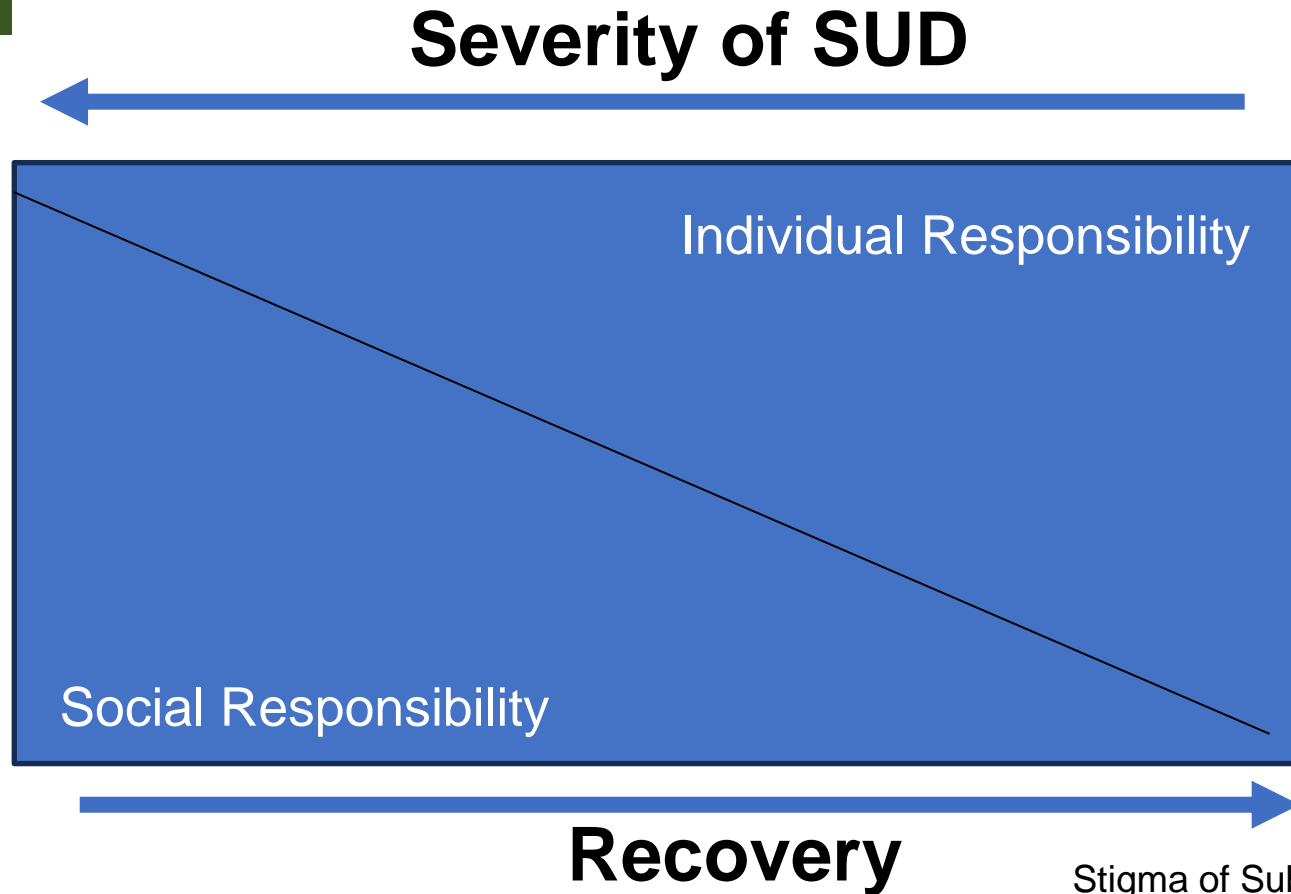 Severity of SUD
Individual Responsibility
Social Responsibility
Recovery
Stigma of